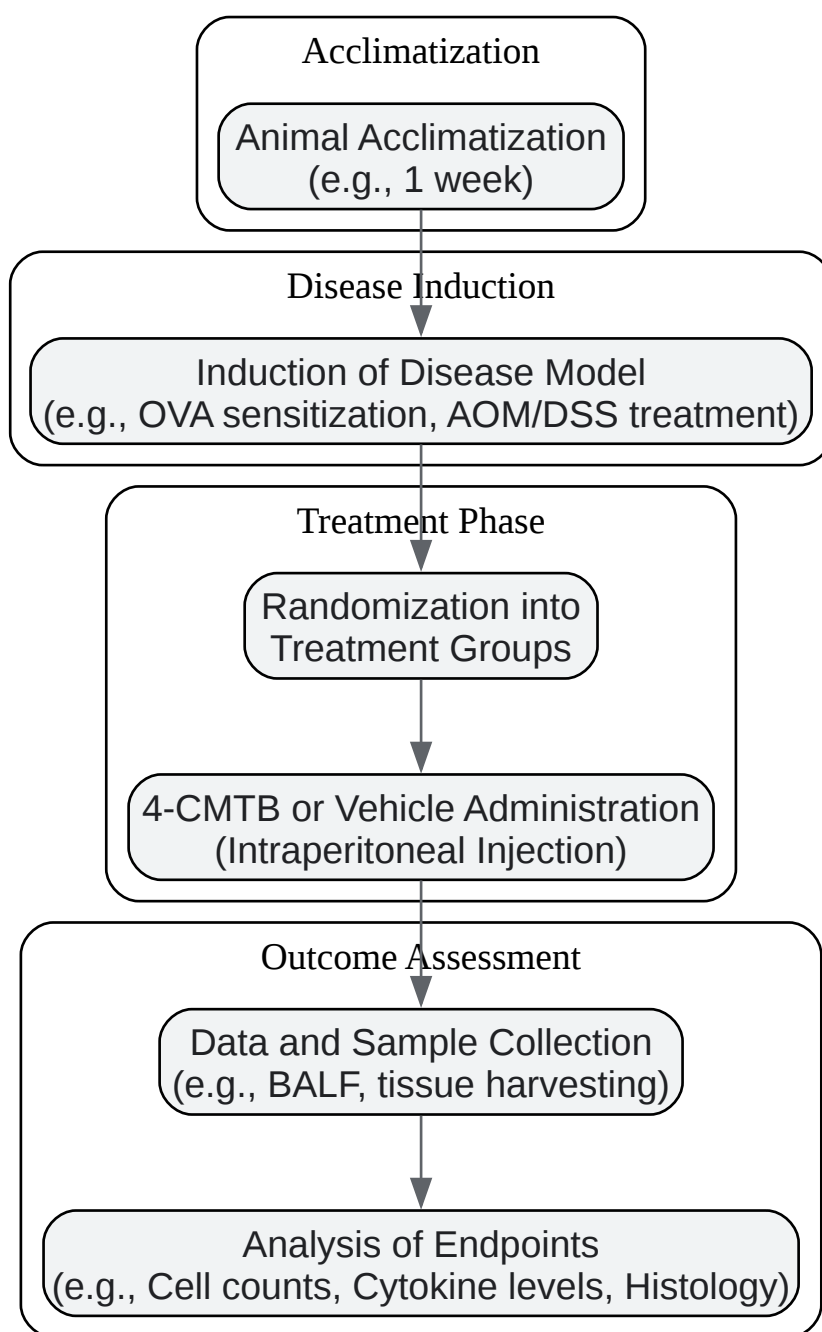 Acclimatization
Animal Acclimatization
(e.g., 1 week)
Disease Induction
Induction of Disease Model
(e.g., OVA sensitization, AOM/DSS treatment)
Treatment Phase
Randomization into
Treatment Groups
4-CMTB or Vehicle Administration
(Intraperitoneal Injection)
Outcome Assessment
Data and Sample Collection
(e.g., BALF, tissue harvesting)
Analysis of Endpoints
(e.g., Cell counts, Cytokine levels, Histology)